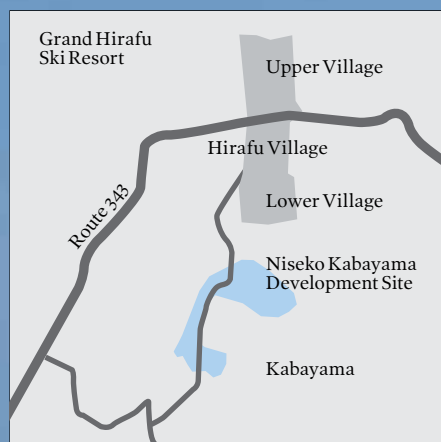 Grand Hirafu
Ski Resort
Upper Village
Hirafu Village
Route 343
Lower Village
Niseko Kabayama
Development Site
Kabayama